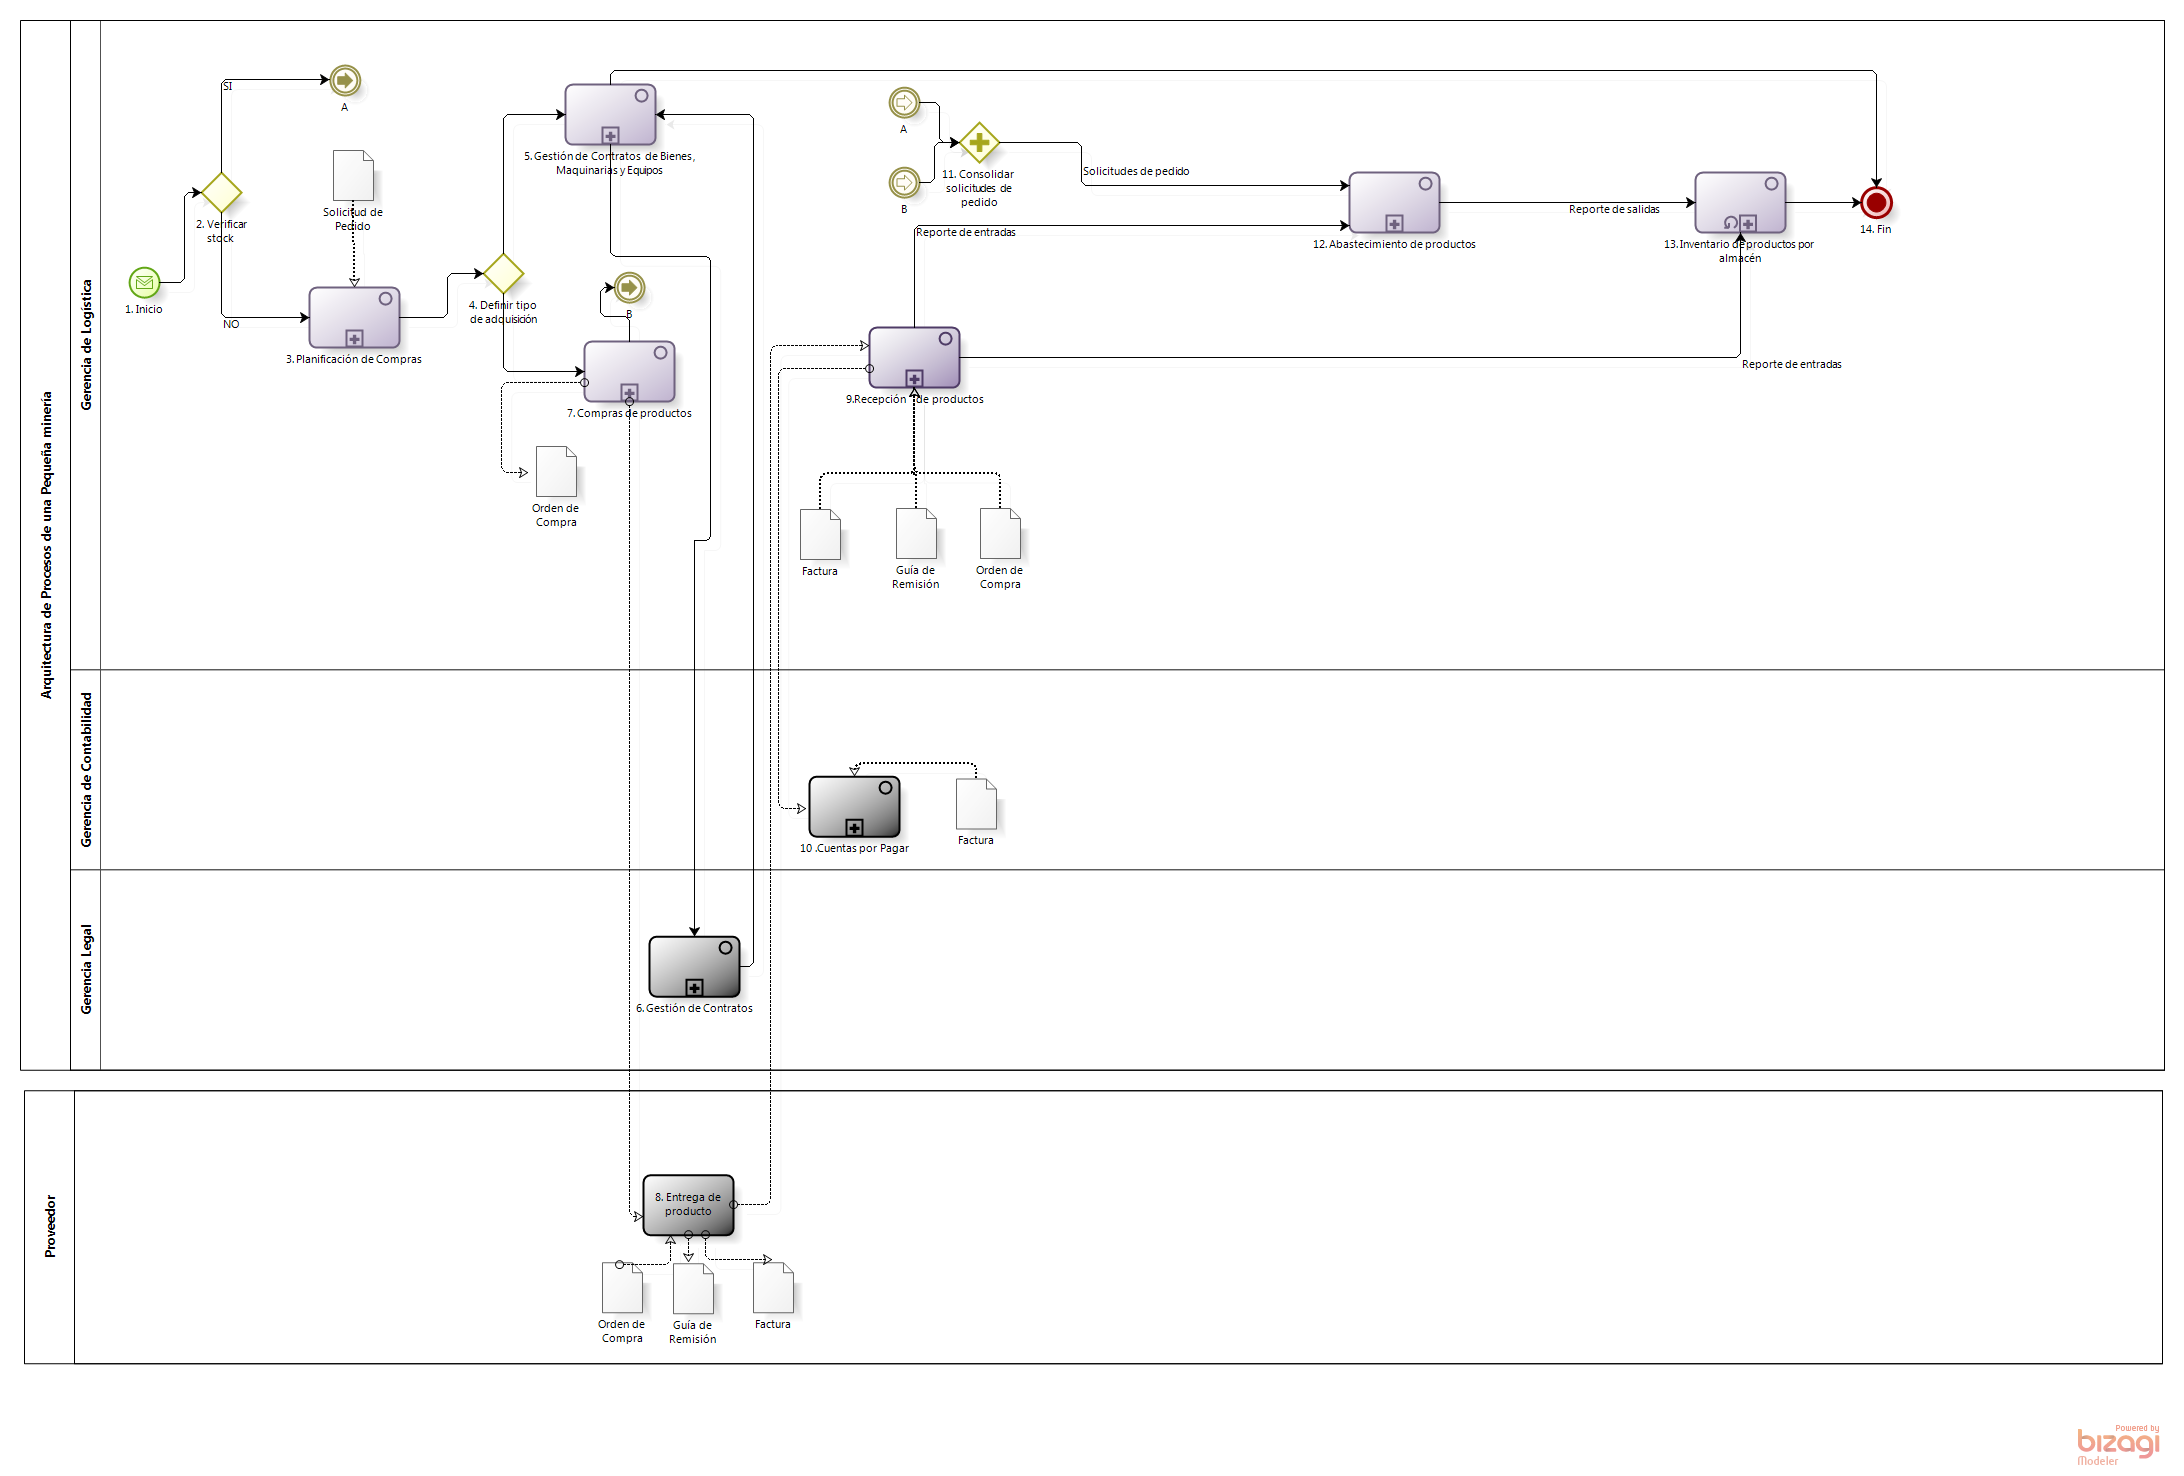 Arquitectura de Procesos de una Pequeña minería
Gerencia de Logística
SI
A
2. Verificar
stock
1. Inicio
NO
Solicitud de
Pedido
3. Planificación de Compras
4. Definir tipo
de adquisición
5. Gestión de Contratos de Bienes,
Maquinarias y Equipos
B
7. Compras de productos
Orden de
Compra
A
B
11. Consolidar
solicitudes de
pedido
Solicitudes de pedido
Reporte de entradas
9.Recepción de productos
Factura
Guía de
Remisión
Orden de
Compra
12. Abastecimiento de productos
Reporte de salidas
13. Inventario de productos por
almacén
Reporte de entradas
14. Fin
Gerencia de Contabilidad
10 .Cuentas por Pagar
Factura
Gerencia Legal
6. Gestión de Contratos
Proveedor
8. Entrega de
producto
Orden de
Compra
Guía de
Remisión
Factura
Powered by
bizagi
Modeler